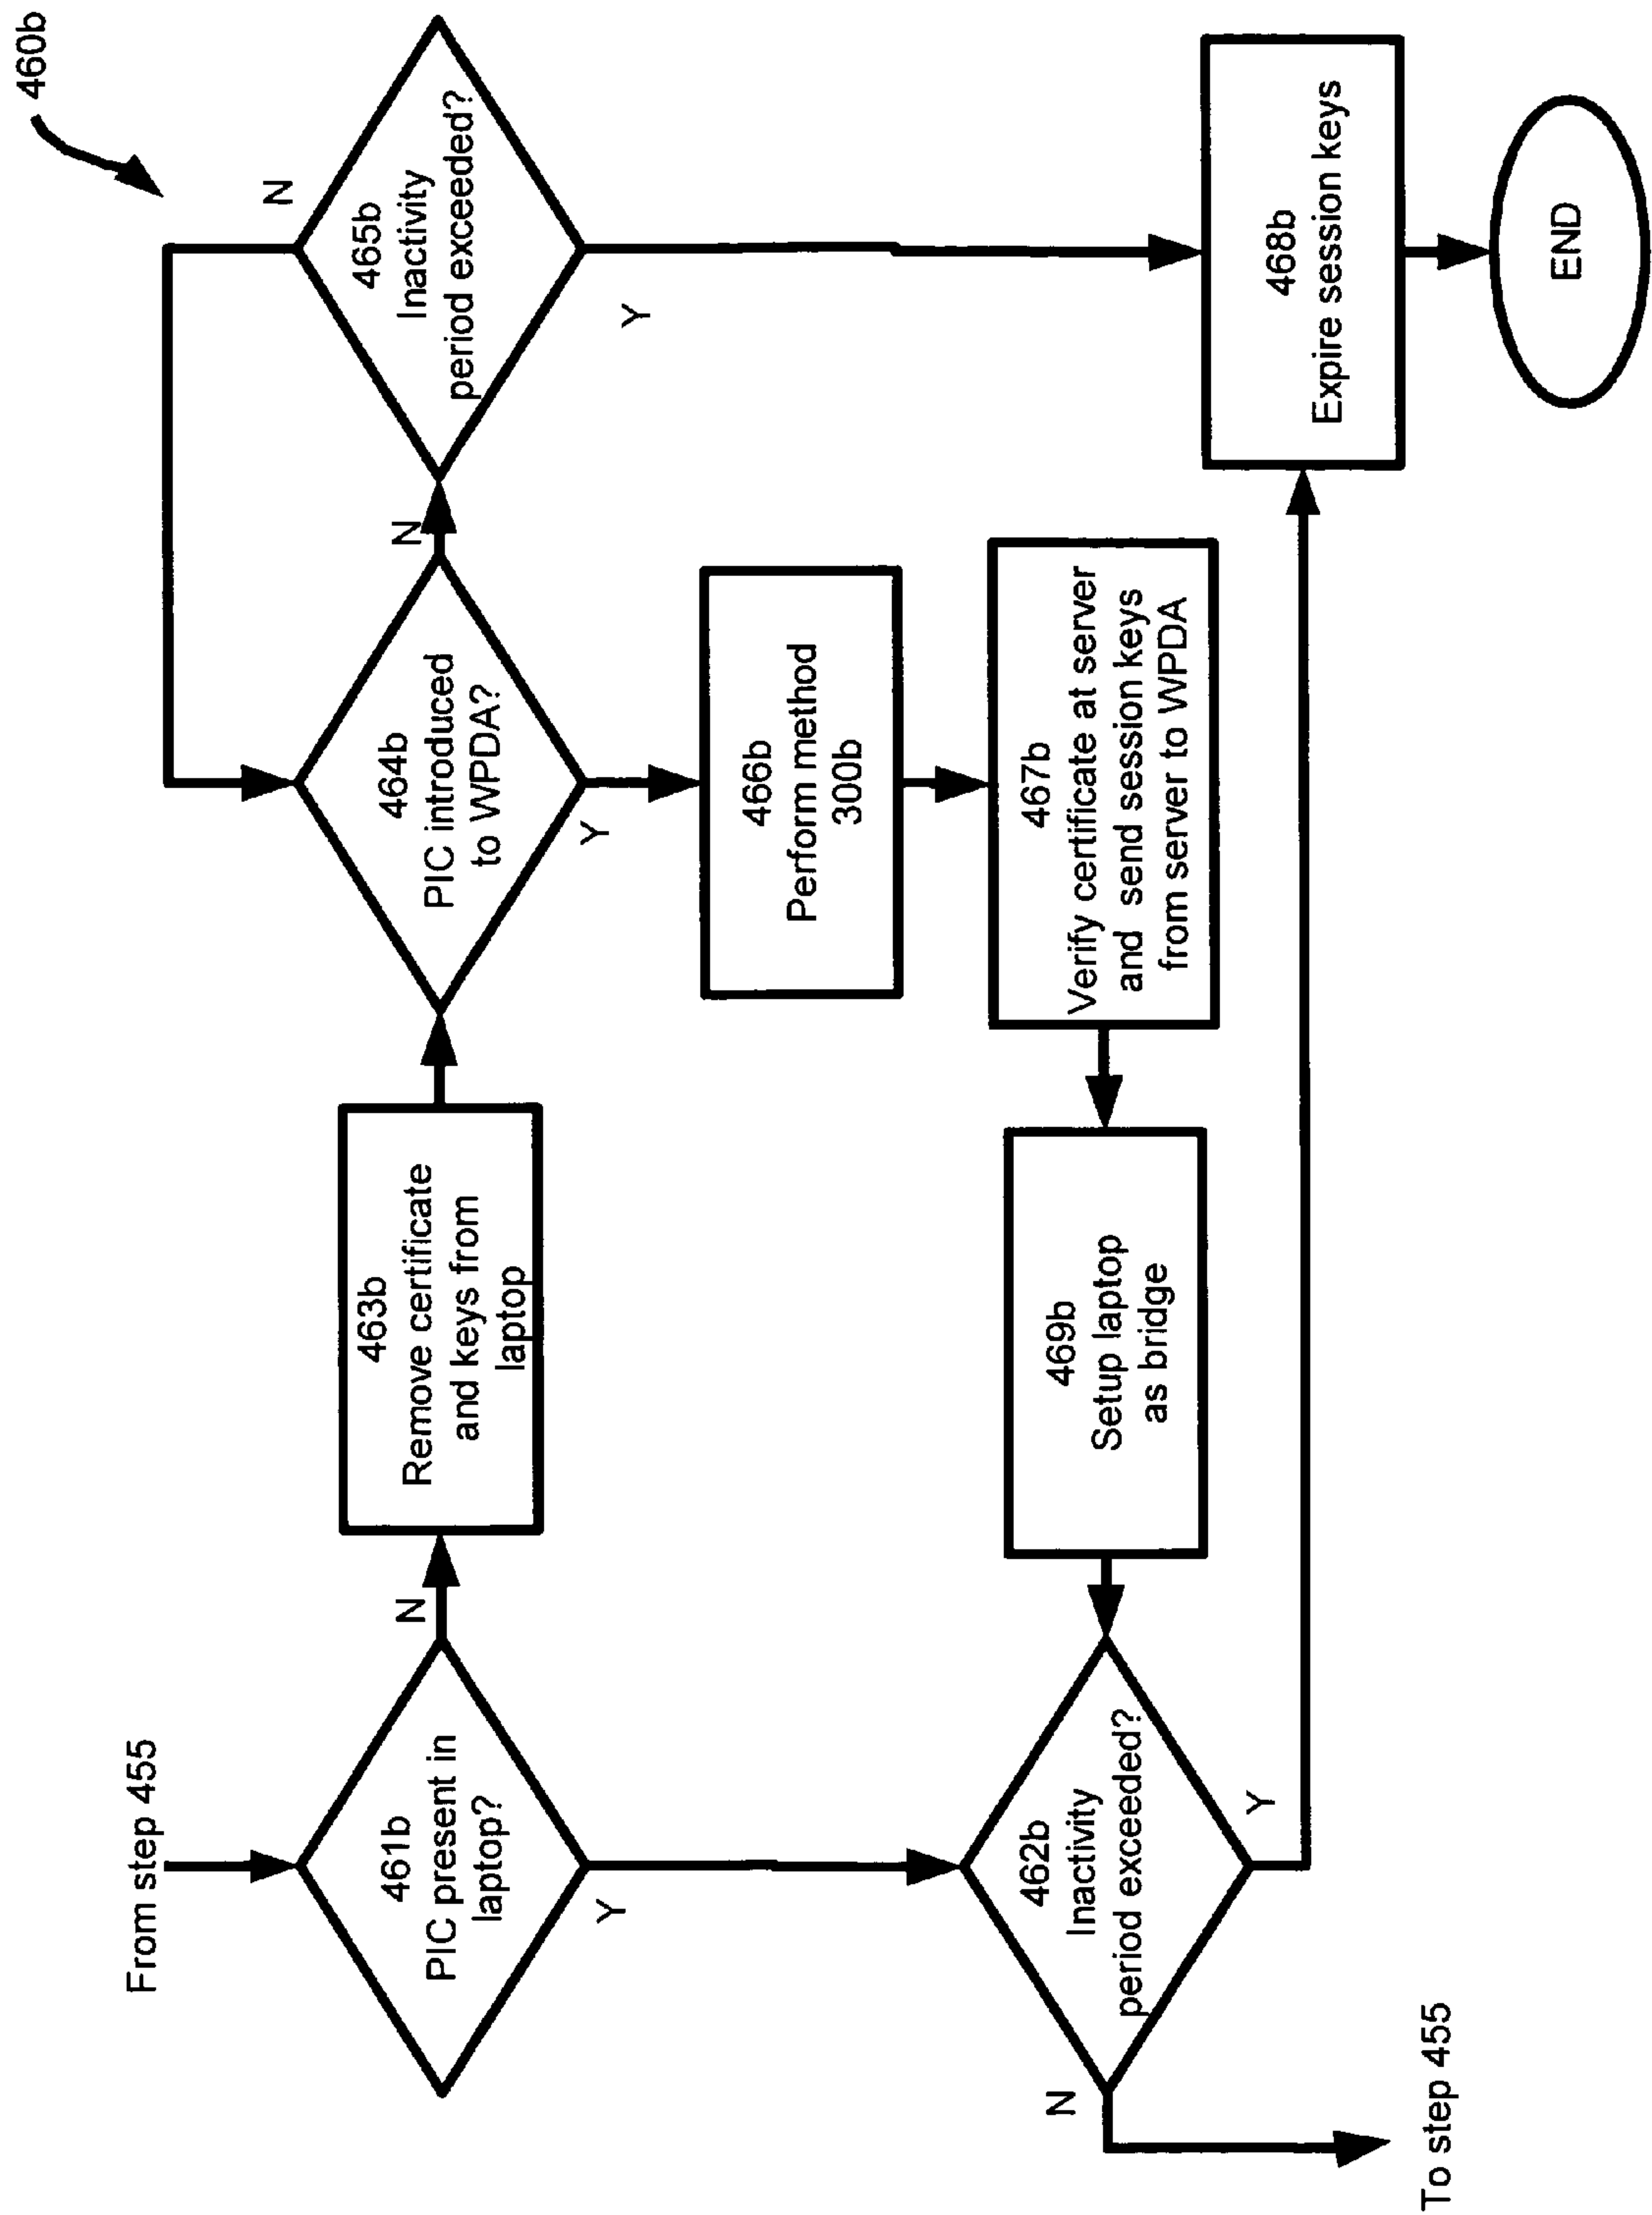 460b
From step 455
461b
PIC present in
laptop?
N
Y
463b
Remove certificate
and keys from
laptop
464b
PIC introduced
to WPDA?
N
Y
465b
Inactivity
period exceeded?
N
Y
466b
Perform method
300b
467b
Verify certificate at server
and send session keys
from server to WPDA
469b
Setup laptop
as bridge
462b
Inactivity
period exceeded?
N
Y
To step 455
468b
Expire session keys
END